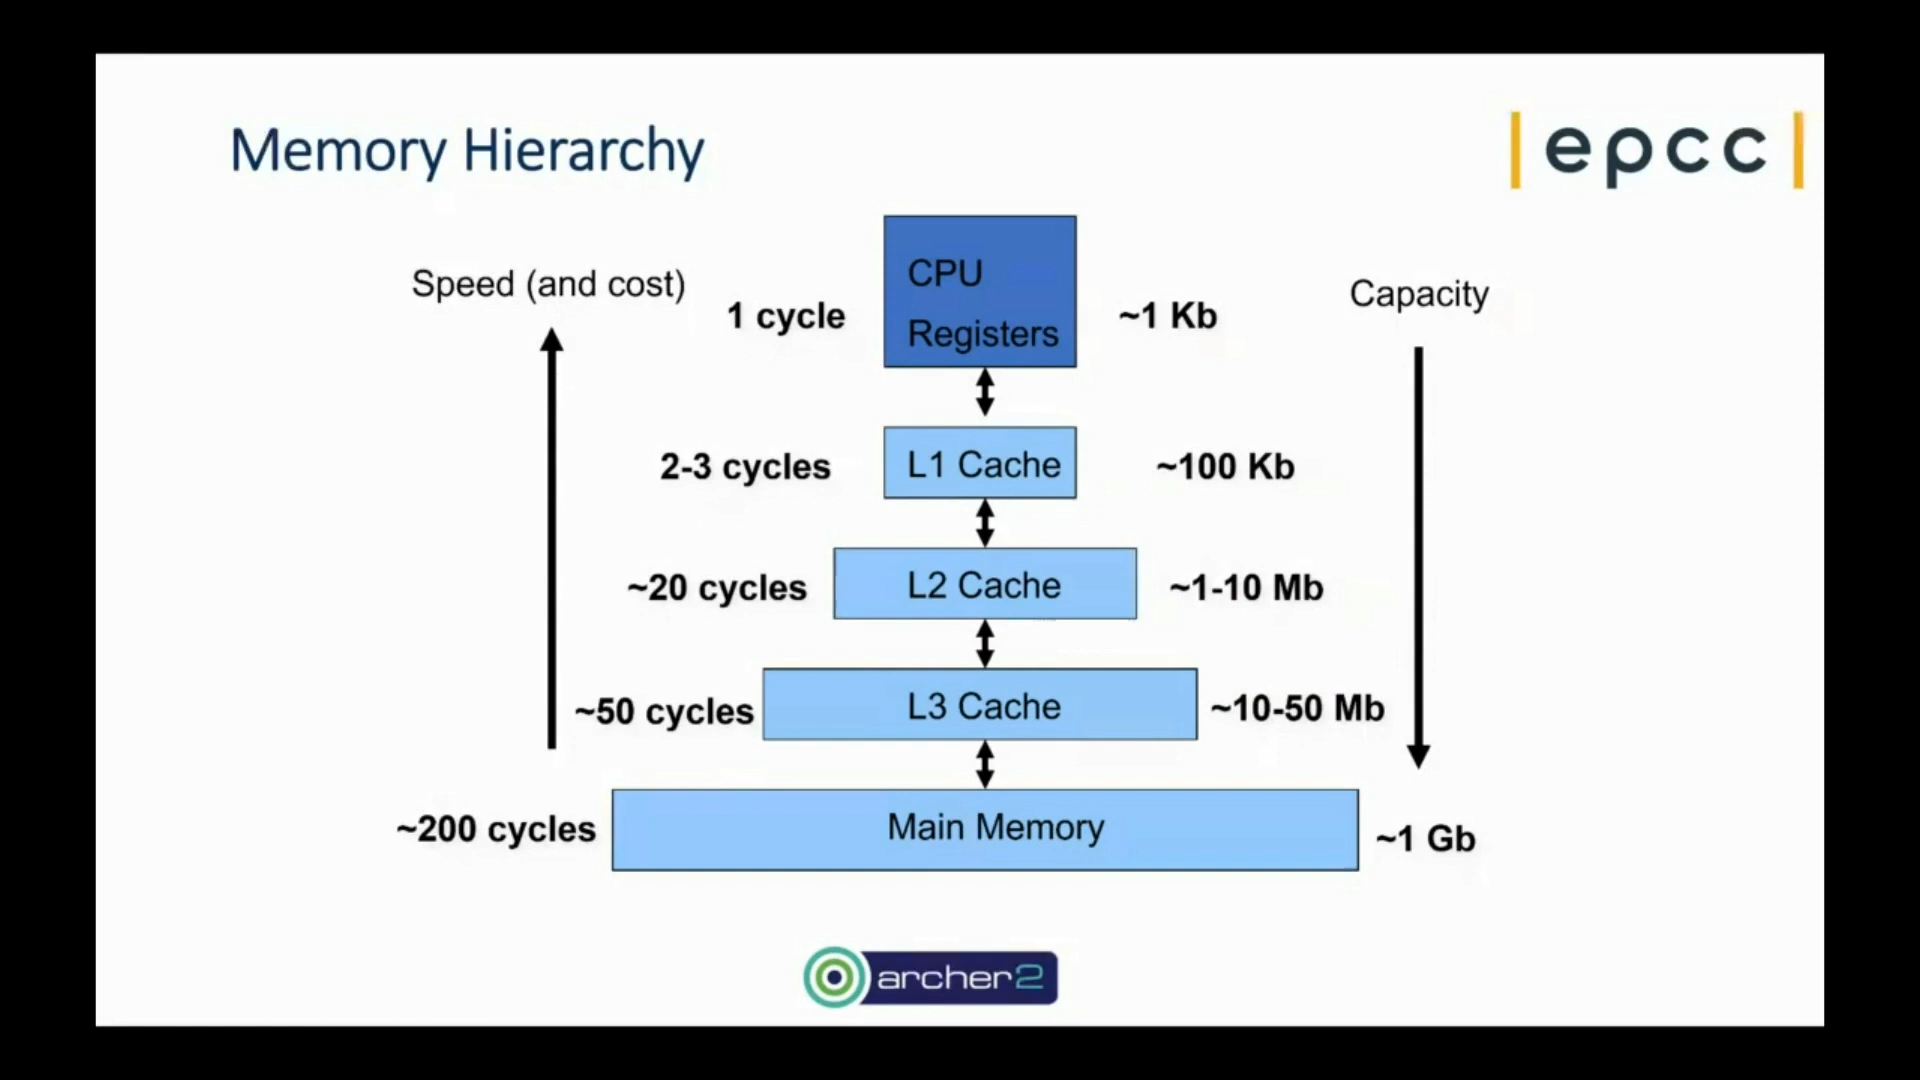 Memory Hierarchy
|epcc|
Speed (and cost)
Capacity
1 cycle
CPU
Registers
~1 Kb
2-3 cycles
L1 Cache
~100 Kb
~20 cycles
L2 Cache
~1-10 Mb
~50 cycles
L3 Cache
~10-50 Mb
~200 cycles
Main Memory
~1 Gb
archer2